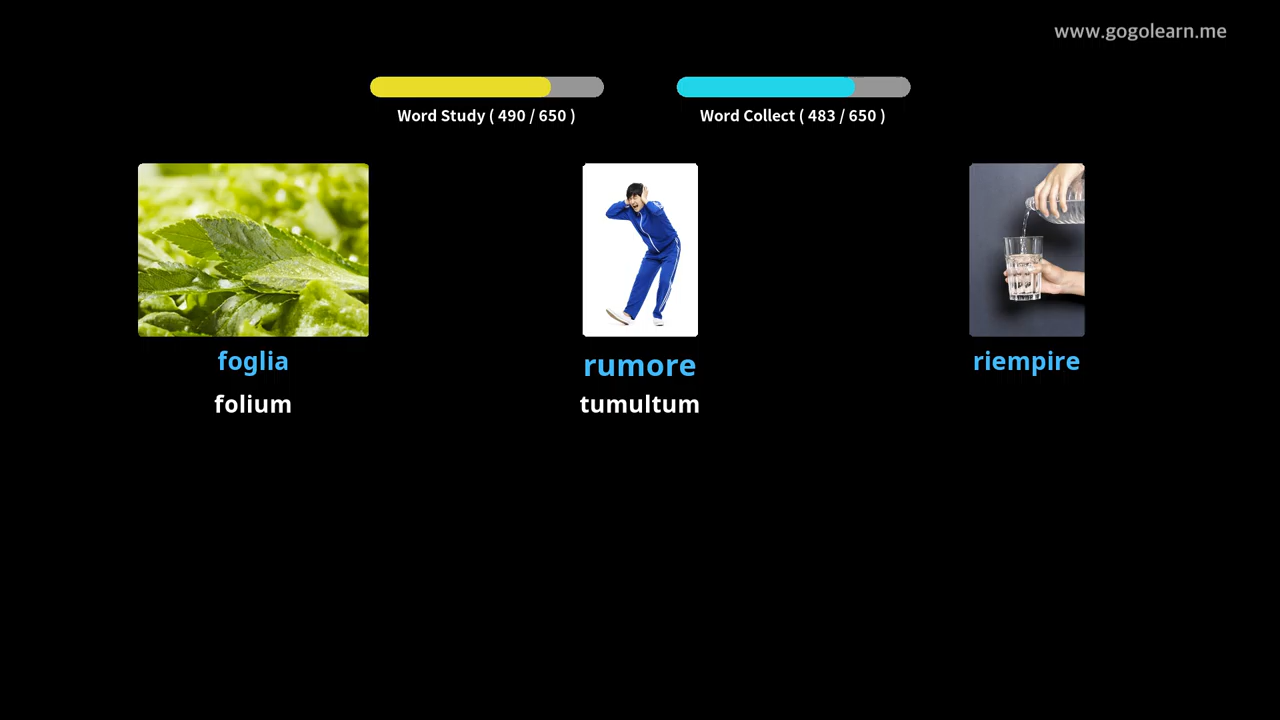 www.gogolearn.me
Word Study ( 490 / 650 )
Word Collect ( 483 / 650 )
foglia
rumore
riempire
folium
tumultum